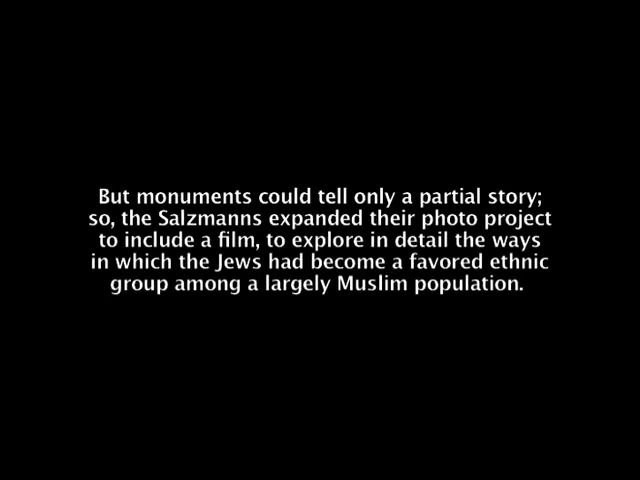 But monuments could tell only a partial story;
so, the Salzmanns expanded their photo project
to include a film, to explore in detail the ways
in which the Jews had become a favored ethnic
group among a largely Muslim population.